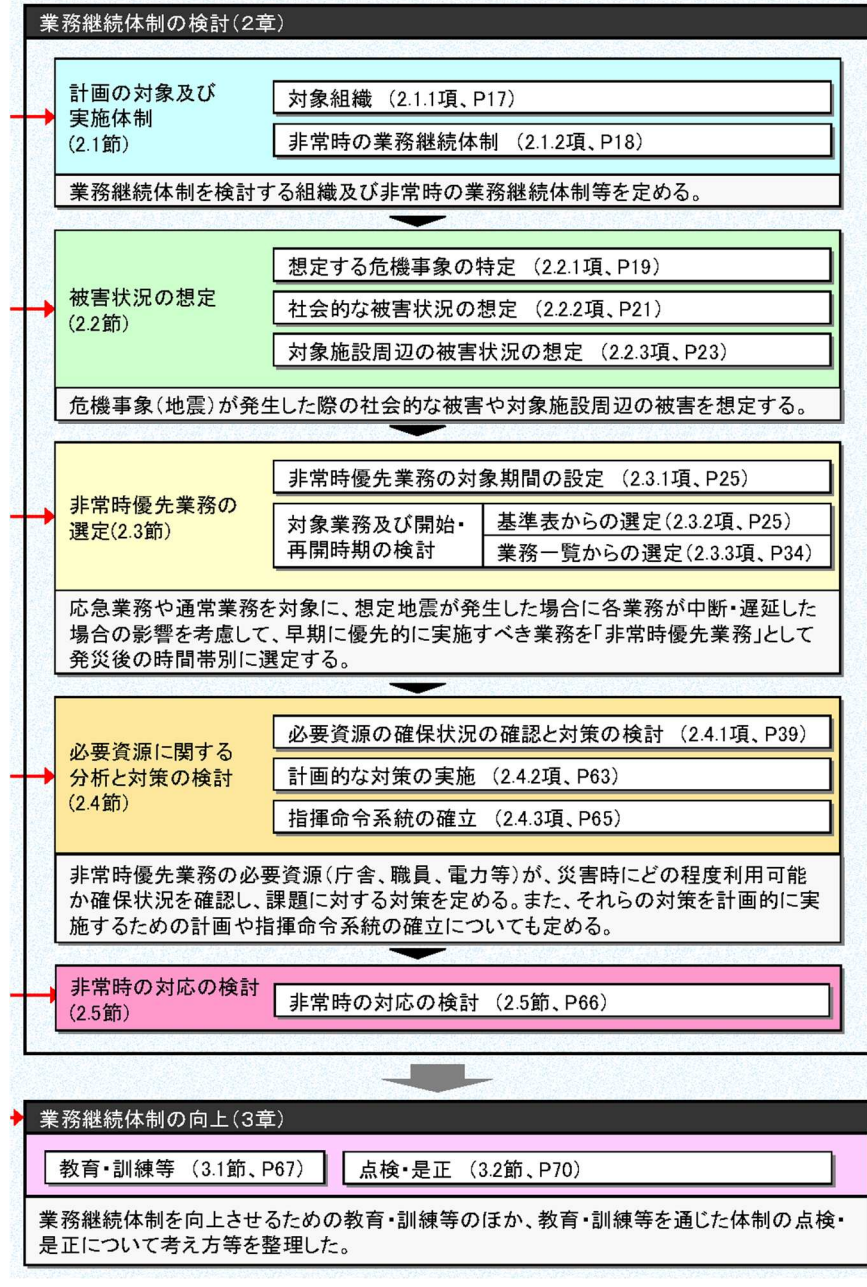 業務継続体制の検討(2章)
計画の対象及び
実施体制
(2.1節)
対象組織 (2.1.1項、P17)
非常時の業務継続体制 (2.1.2項、P18)
業務継続体制を検討する組織及び非常時の業務継続体制等を定める。
被害状況の想定
(2.2節)
想定する危機事象の特定 (2.2.1項、P19)
社会的な被害状況の想定 (2.2.2項、P21)
対象施設周辺の被害状況の想定 (2.2.3項、P23)
危機事象(地震)が発生した際の社会的な被害や対象施設周辺の被害を想定する。
非常時優先業務の
選定(2.3節)
非常時優先業務の対象期間の設定 (2.3.1項、P25)
対象業務及び開始・
再開時期の検討
基準表からの選定(2.3.2項、P25)
業務一覧からの選定(2.3.3項、P34)
応急業務や通常業務を対象に、想定地震が発生した場合に各業務が中断・遅延した
場合の影響を考慮して、早期に優先的に実施すべき業務を「非常時優先業務」として
発災後の時間帯別に選定する。
必要資源に関する
分析と対策の検討
(2.4節)
必要資源の確保状況の確認と対策の検討 (2.4.1項、P39)
計画的な対策の実施 (2.4.2項、P63)
指揮命令系統の確立 (2.4.3項、P65)
非常時優先業務の必要資源(庁舎、職員、電力等)が、災害時にどの程度利用可能
か確保状況を確認し、課題に対する対策を定める。また、それらの対策を計画的に実
施するための計画や指揮命令系統の確立についても定める。
非常時の対応の検討
(2.5節)
非常時の対応の検討 (2.5節、P66)
業務継続体制の向上(3章)
教育・訓練等 (3.1節、P67)
点検・是正 (3.2節、P70)
業務継続体制を向上させるための教育・訓練等のほか、教育・訓練等を通じた体制の点検・
是正について考え方等を整理した。